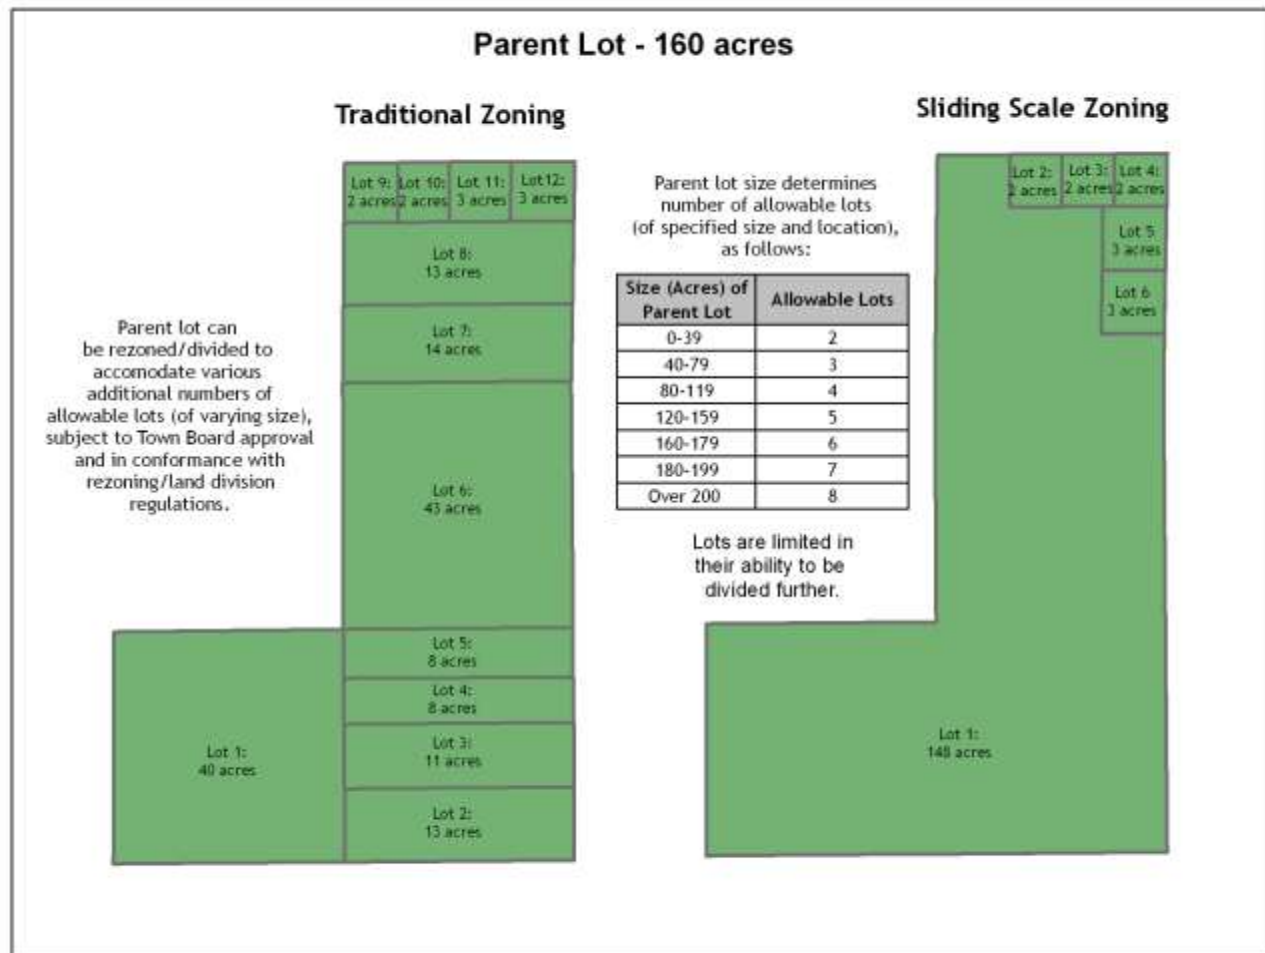 Parent Lot - 160 acres
Traditional Zoning
Parent lot can
be rezoned/divided to
accomodate various
additional numbers of
allowable lots (of varying size),
subject to Town Board approval
and in conformance with
rezoning/land division
regulations.
Lot 9:
2 acres
Lot 10:
2 acres
Lot 11:
3 acres
Lot12:
3 acres
Lot 8:
13 acres
Lot 7:
14 acres
Lot 6:
43 acres
Lot 5:
8 acres
Lot 4:
8 acres
Lot 3:
11 acres
Lot 2:
13 acres
Lot 1:
40 acres
Parent lot size determines
number of allowable lots
(of specified size and location),
as follows:
Size (Acres) of
Parent Lot
Allowable Lots
0-39 2
40-79 3
80-119 4
120-159 5
160-179 6
180-199 7
Over 200 8
Lots are limited in
their ability to be
divided further.
Sliding Scale Zoning
Lot 2:
2 acres
Lot 3:
2 acres
Lot 4:
2 acres
Lot 5
3 acres
Lot 6
3 acres
Lot 1:
148 acres